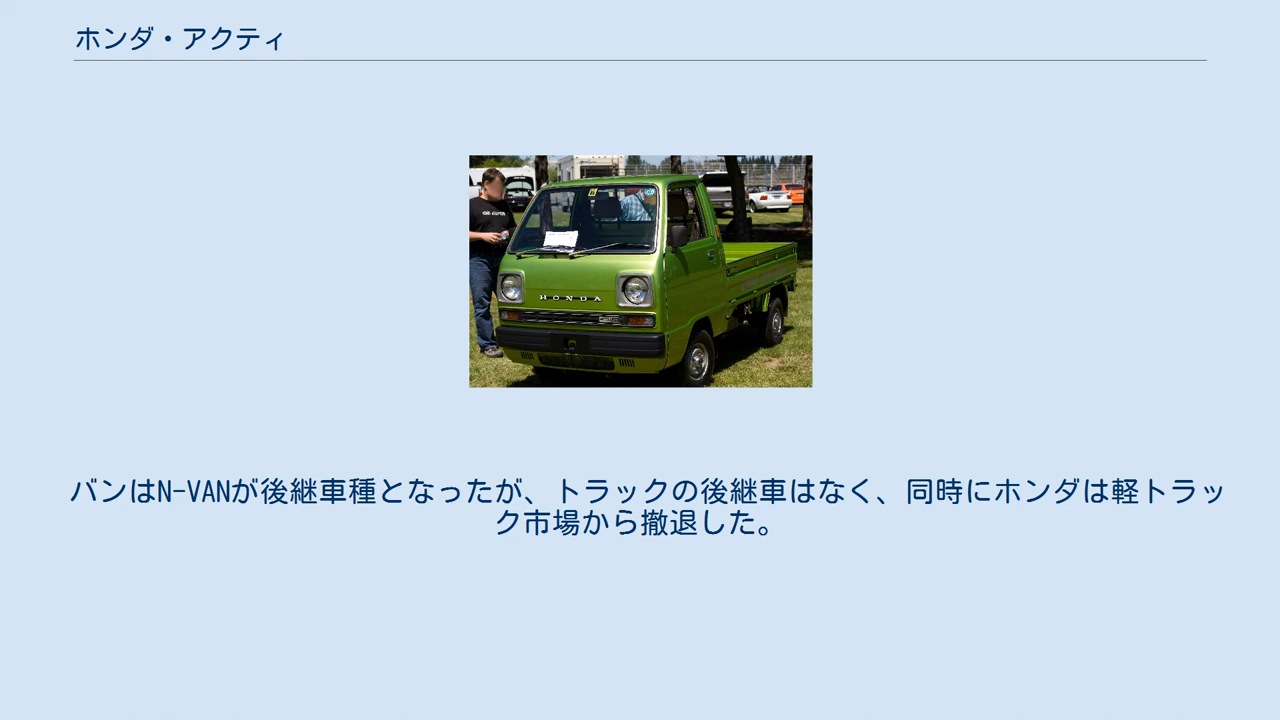 ホンダ・アクティ
HONDA
バンはN-VANが後継車種となったが、トラックの後継車はなく、同時にホンダは軽トラッ
ク市場から撤退した。